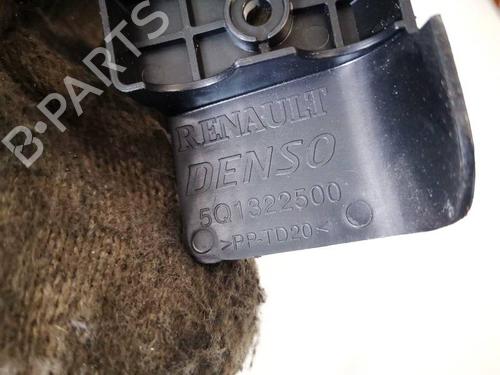 B·PARTS
RENAULT
DENSO
5Q1322500
>PP-TD20<